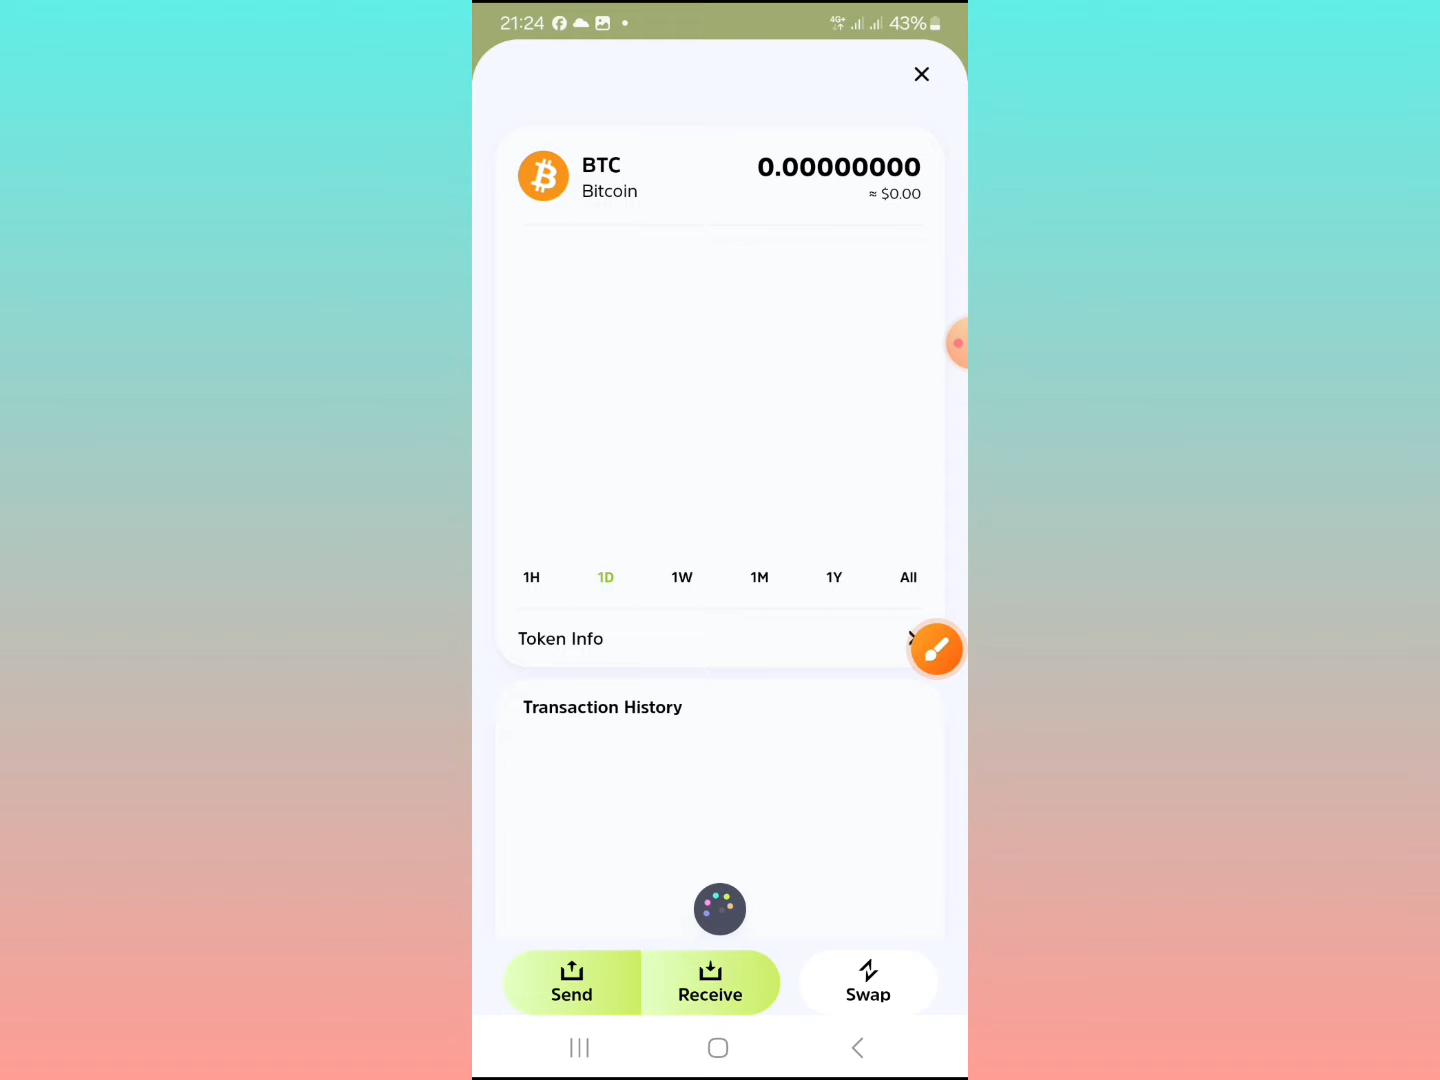 21:24 4G+ 43%
BTC 0.00000000
Bitcoin ≈ $0.00
1H 1D 1W 1M 1Y All
Token Info
Transaction History
Send Receive Swap